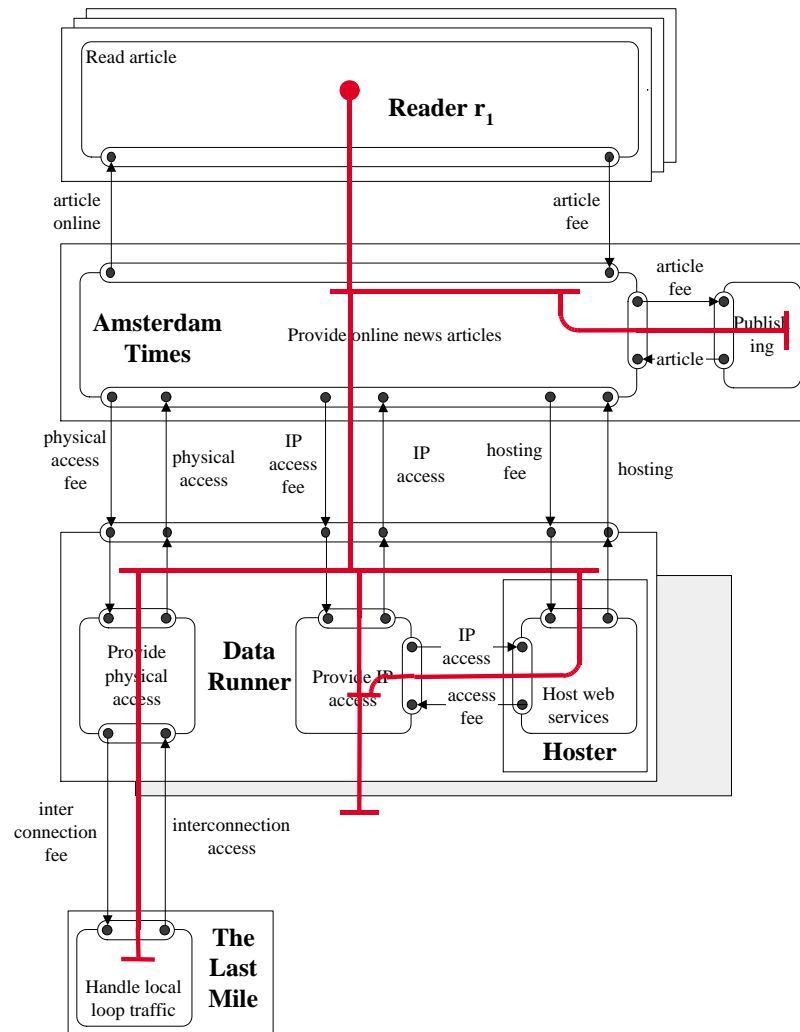 Read article
Reader r1
article
online
article
fee
Amsterdam
Times
Provide online news articles
article
fee
Publish
ing
article
physical
access
fee
physical
access
IP
access
fee
IP
access
hosting
fee
hosting
Provide
physical
access
Data
Runner
Provide IP
access
IP
access
access
fee
Host web
services
Hoster
inter
connection
fee
interconnection
access
The
Last
Mile
Handle local
loop traffic